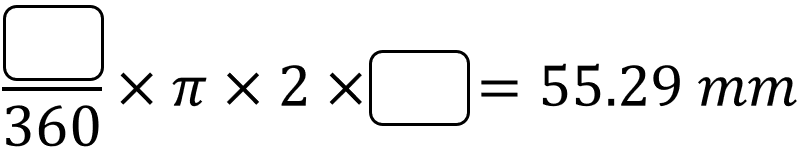 □/360 × π × 2 × □ = 55.29 mm